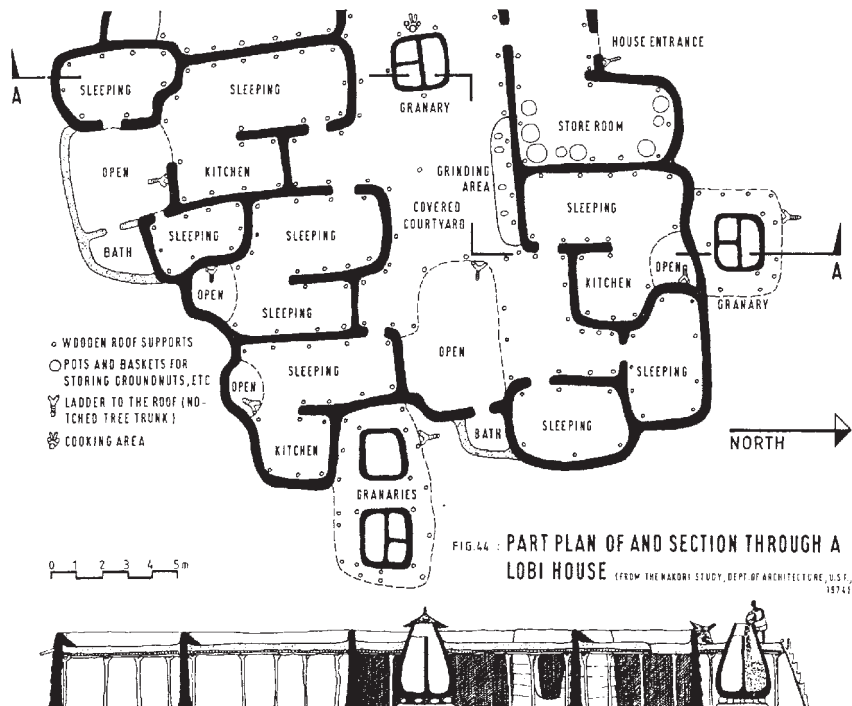 HOUSE ENTRANCE
A
SLEEPING
SLEEPING
GRANARY
STORE ROOM
OPEN
KITCHEN
GRINDING
AREA
SLEEPING
COVERED
COURTYARD
SLEEPING
SLEEPING
BATH
OPEN
A
KITCHEN
OPEN
GRANARY
SLEEPING
WOODEN ROOF SUPPORTS
POTS AND BASKETS FOR
STORING GROUNDNUTS, ETC
LADDER TO THE ROOF (NO-
TCHED TREE TRUNK)
COOKING AREA
OPEN
SLEEPING
OPEN
SLEEPING
KITCHEN
BATH
SLEEPING
NORTH
GRANARIES
0 1 2 3 4 5m
FIG.44 : PART PLAN OF AND SECTION THROUGH A
LOBI HOUSE (FROM THE NAKORI STUDY, DEPT. OF ARCHITECTURE, U.S.T.,
1974)